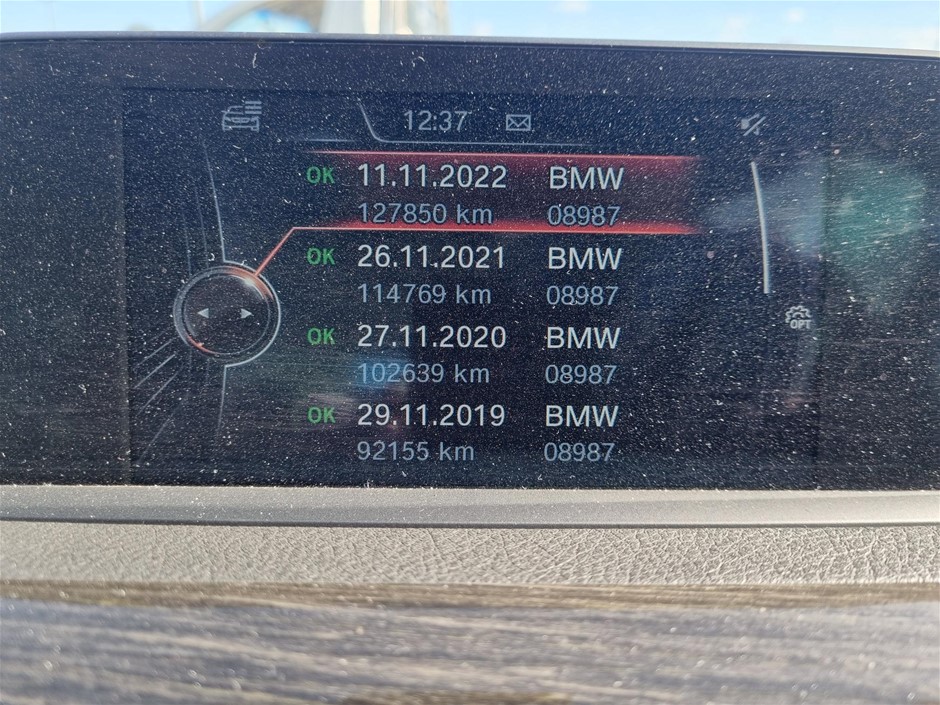 12:37
OK 11.11.2022 BMW
127850 km 08987
OK 26.11.2021 BMW
114769 km 08987
OK 27.11.2020 BMW
102639 km 08987
OPT
OK 29.11.2019 BMW
92155 km 08987